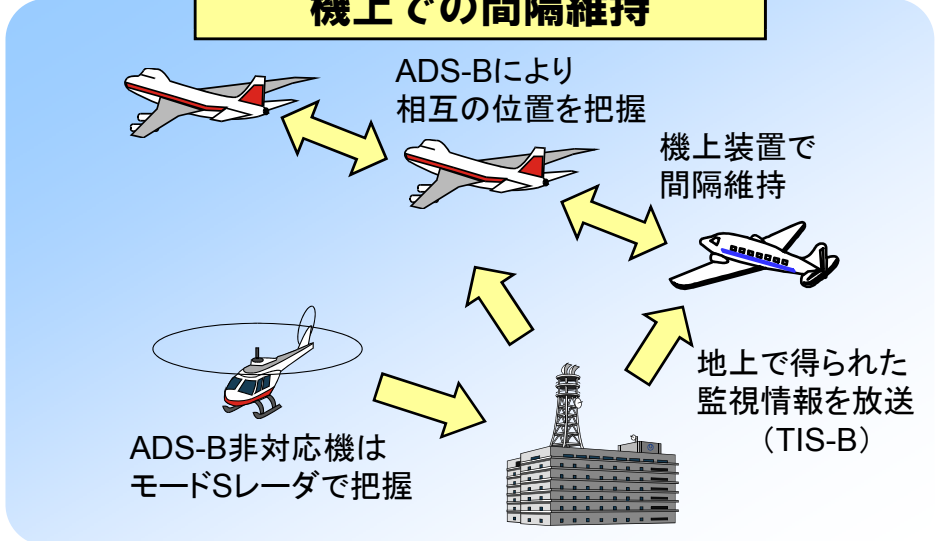 機上での間隔維持
ADS-Bにより
相互の位置を把握
機上装置で
間隔維持
地上で得られた
監視情報を放送
（TIS-B）
ADS-B非対応機は
モードSレーダで把握